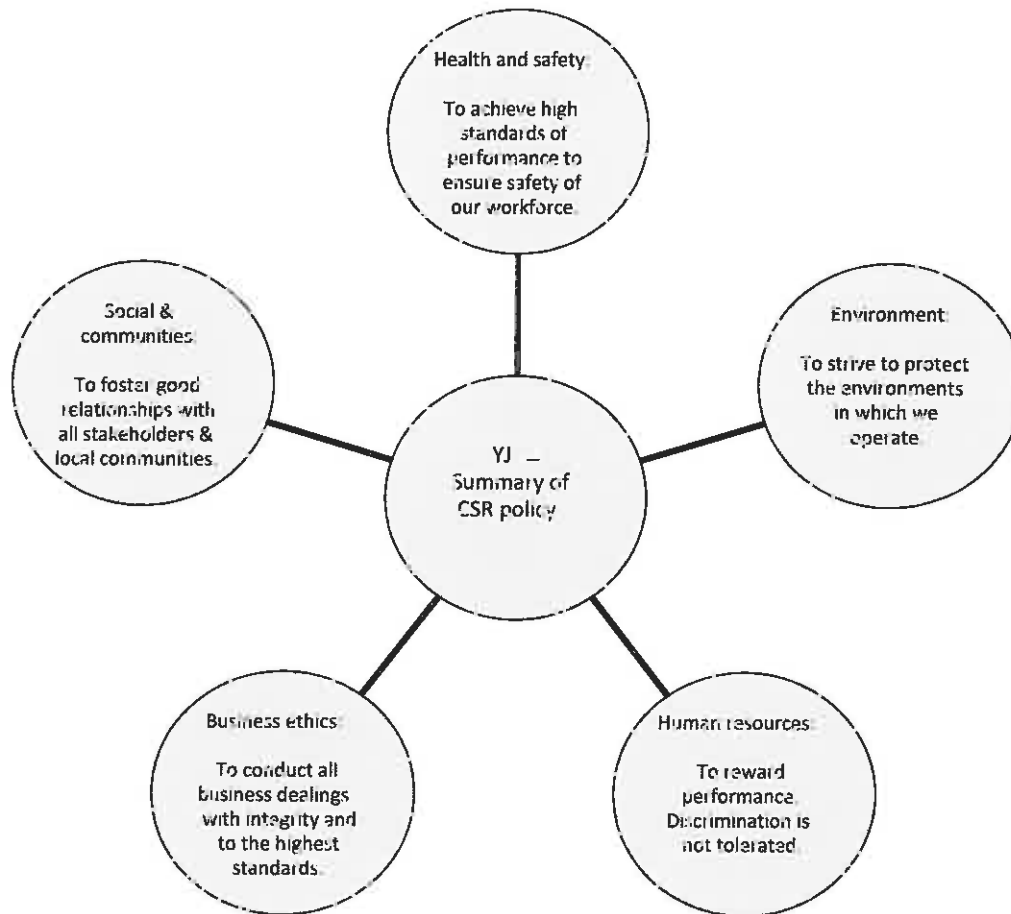 Health and safety:
To achieve high
standards of
performance to
ensure safety of
our workforce.
Social &
communities:
To foster good
relationships with
all stakeholders &
local communities.
Environment:
To strive to protect
the environments
in which we
operate.
YJ –
Summary of
CSR policy
Business ethics:
To conduct all
business dealings
with integrity and
to the highest
standards.
Human resources:
To reward
performance.
Discrimination is
not tolerated.